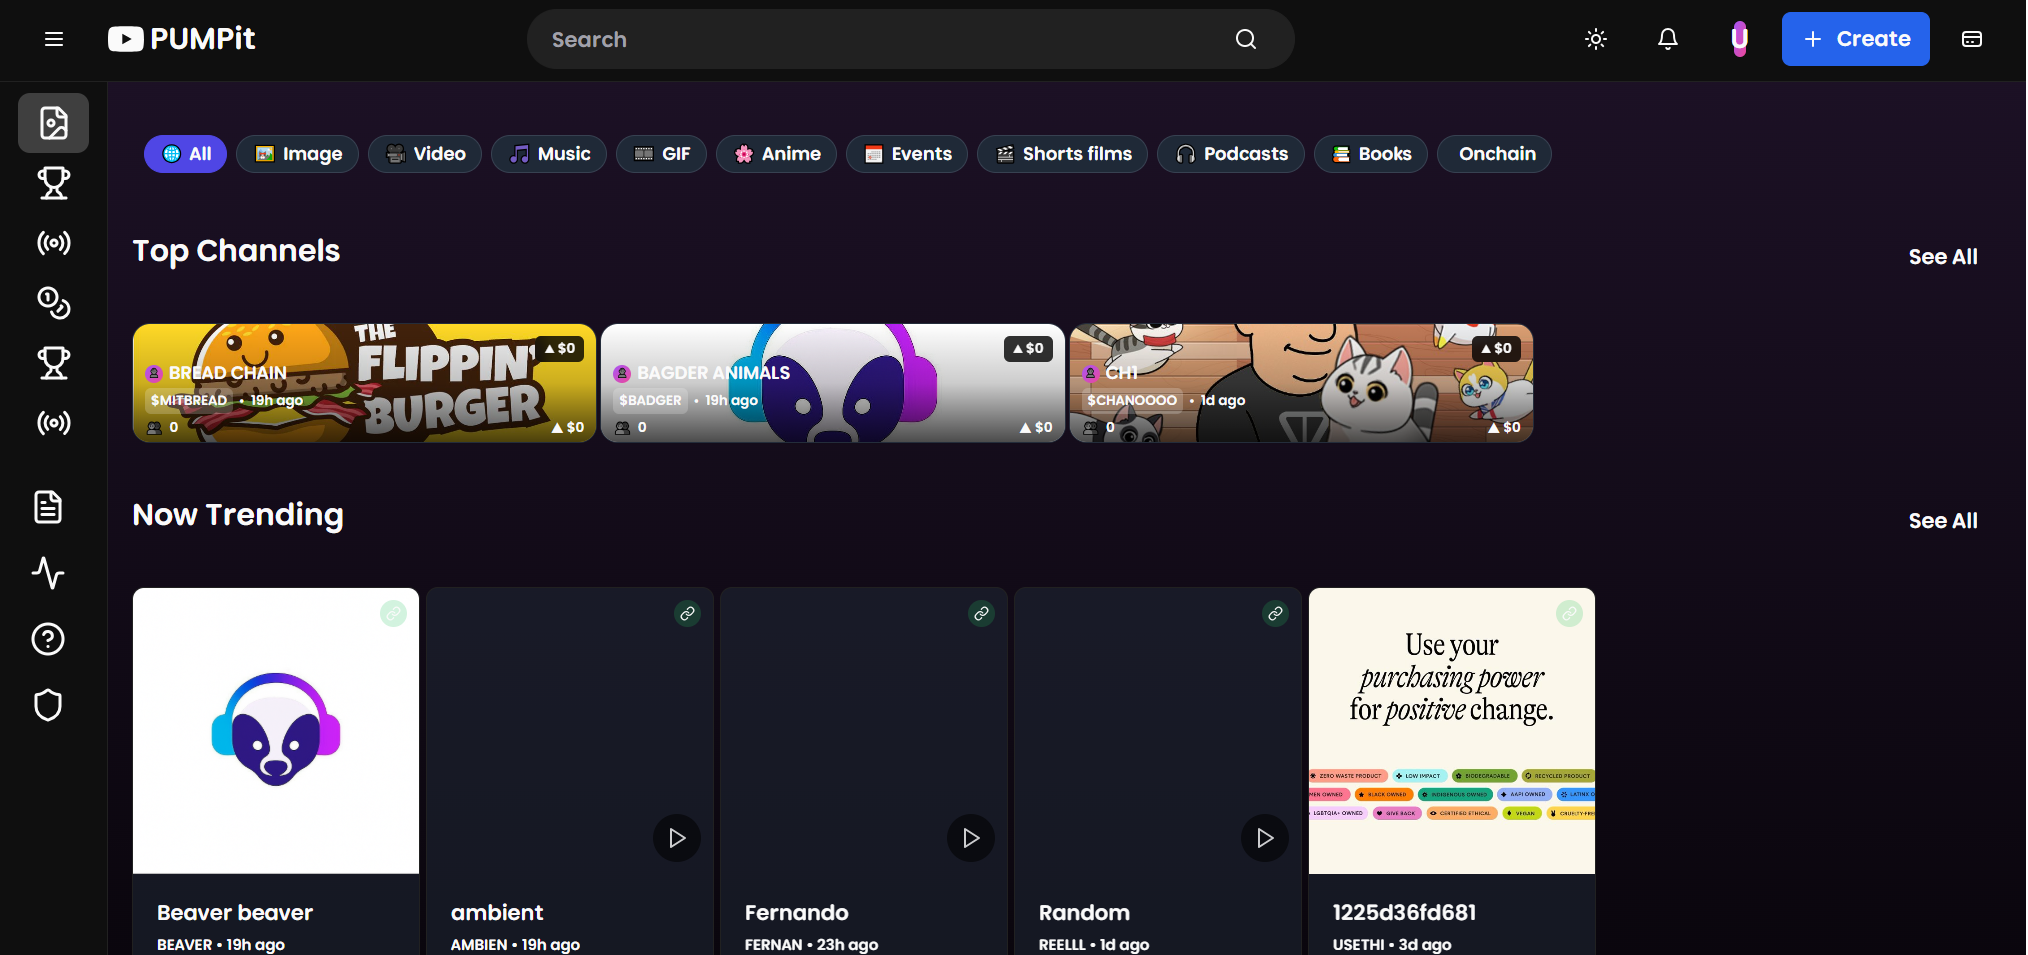 PUMPit
Search
Create
All
Image
Video
Music
GIF
Anime
Events
Shorts films
Podcasts
Books
Onchain
Top Channels
See All
THE
FLIPPIN'
BURGER
▲ $0
BREAD CHAIN
$MITBREAD • 19h ago
0
▲ $0
▲ $0
BAGDER ANIMALS
$BADGER • 19h ago
0
▲ $0
▲ $0
CH1
$CHANOOOO • 1d ago
0
▲ $0
Now Trending
See All
Beaver beaver
BEAVER • 19h ago
ambient
AMBIEN • 19h ago
Fernando
FERNAN • 23h ago
Random
REELLL • 1d ago
Use your
purchasing power
for positive change.
ZERO WASTE PRODUCT
LOW IMPACT
BIODEGRADABLE
RECYCLED PRODUCT
MEN OWNED
BLACK OWNED
INDIGENOUS OWNED
AAPI OWNED
LATINX O
LGBTQIA+ OWNED
GIVE BACK
CERTIFIED ETHICAL
VEGAN
CRUELTY-FRE
1225d36fd681
USETHI • 3d ago